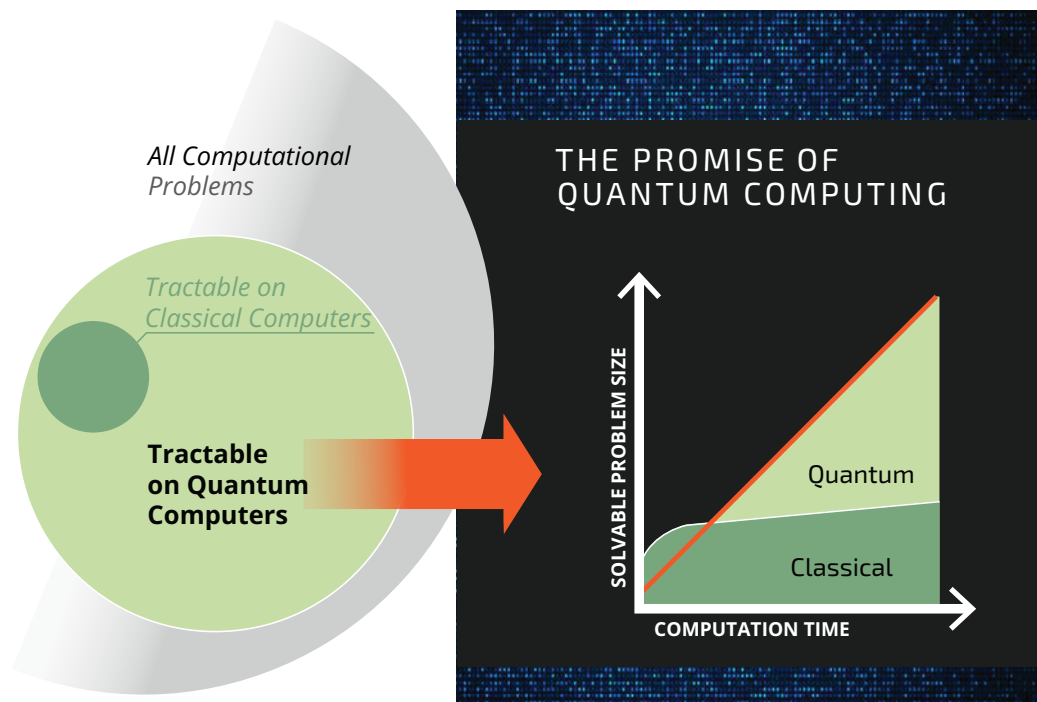 All Computational
Problems
Tractable on
Classical Computers
Tractable
on Quantum
Computers
THE PROMISE OF
QUANTUM COMPUTING
SOLVABLE PROBLEM SIZE
Quantum
Classical
COMPUTATION TIME